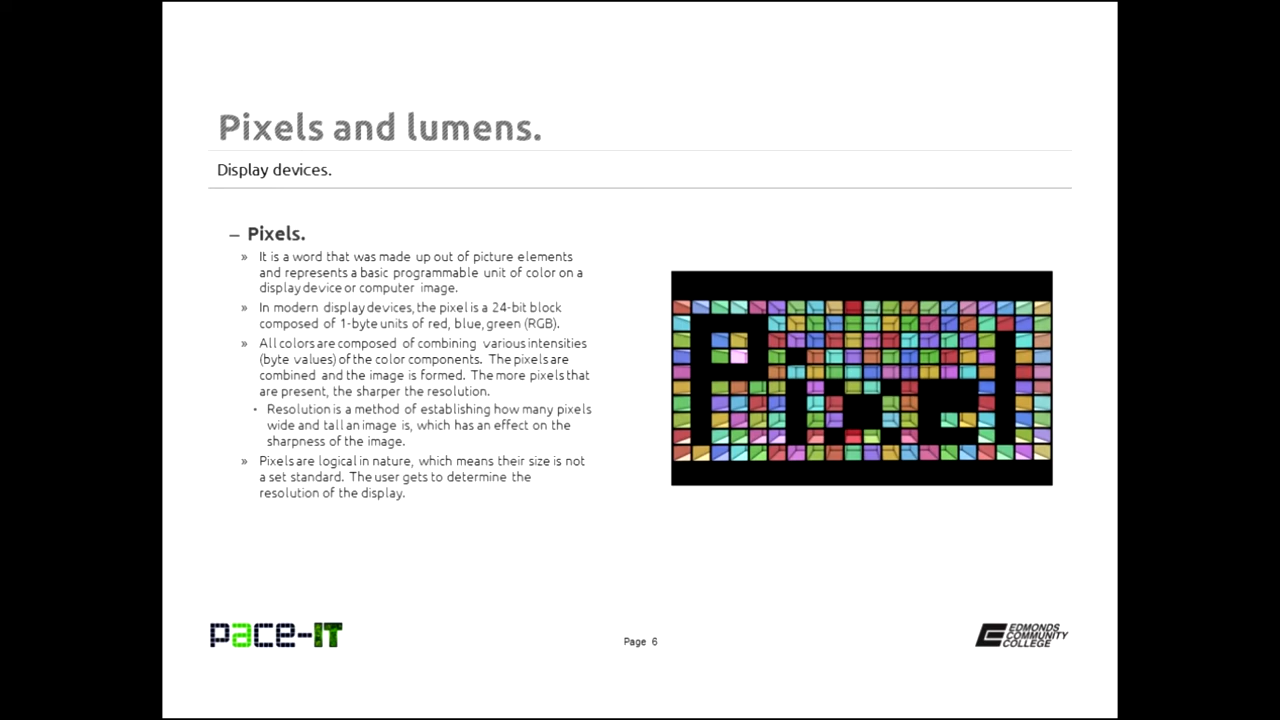 Pixels and lumens.
Display devices.
– Pixels.
» It is a word that was made up out of picture elements
and represents a basic programmable unit of color on a
display device or computer image.
» In modern display devices, the pixel is a 24-bit block
composed of 1-byte units of red, blue, green (RGB).
» All colors are composed of combining various intensities
(byte values) of the color components. The pixels are
combined and the image is formed. The more pixels that
are present, the sharper the resolution.
• Resolution is a method of establishing how many pixels
wide and tall an image is, which has an effect on the
sharpness of the image.
» Pixels are logical in nature, which means their size is not
a set standard. The user gets to determine the
resolution of the display.
Pixel
pace-IT
Page 6
EDMONDS
COMMUNITY
COLLEGE